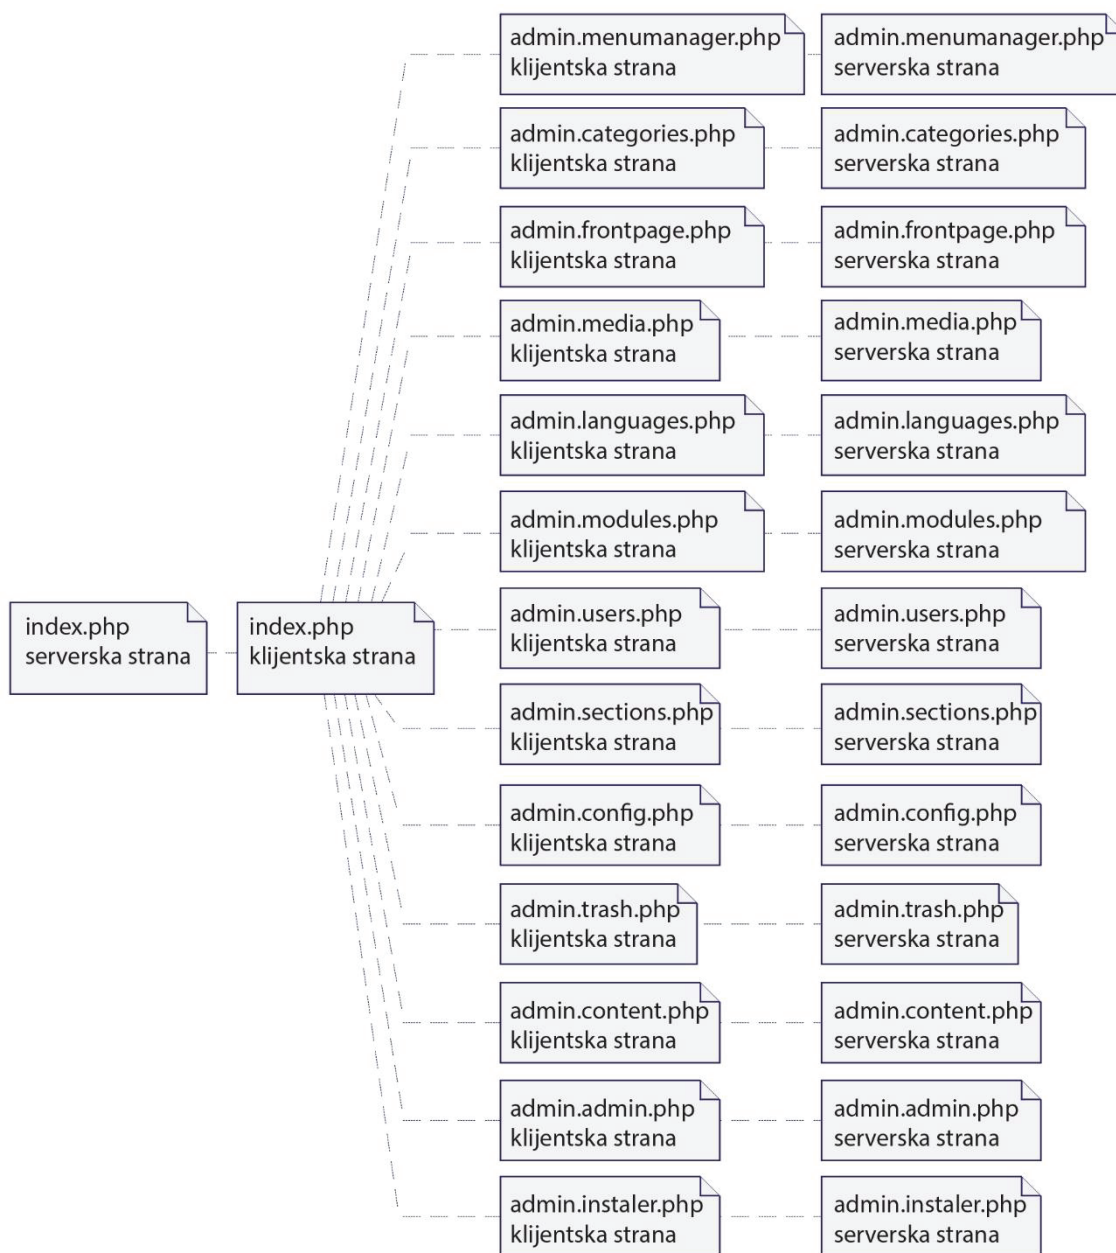 admin.menumanager.php
klijentska strana
admin.menumanager.php
serverska strana
admin.categories.php
klijentska strana
admin.categories.php
serverska strana
admin.frontpage.php
klijentska strana
admin.frontpage.php
serverska strana
admin.media.php
klijentska strana
admin.media.php
serverska strana
admin.languages.php
klijentska strana
admin.languages.php
serverska strana
admin.modules.php
klijentska strana
admin.modules.php
serverska strana
index.php
serverska strana
index.php
klijentska strana
admin.users.php
klijentska strana
admin.users.php
serverska strana
admin.sections.php
klijentska strana
admin.sections.php
serverska strana
admin.config.php
klijentska strana
admin.config.php
serverska strana
admin.trash.php
klijentska strana
admin.trash.php
serverska strana
admin.content.php
klijentska strana
admin.content.php
serverska strana
admin.admin.php
klijentska strana
admin.admin.php
serverska strana
admin.instaler.php
klijentska strana
admin.instaler.php
serverska strana